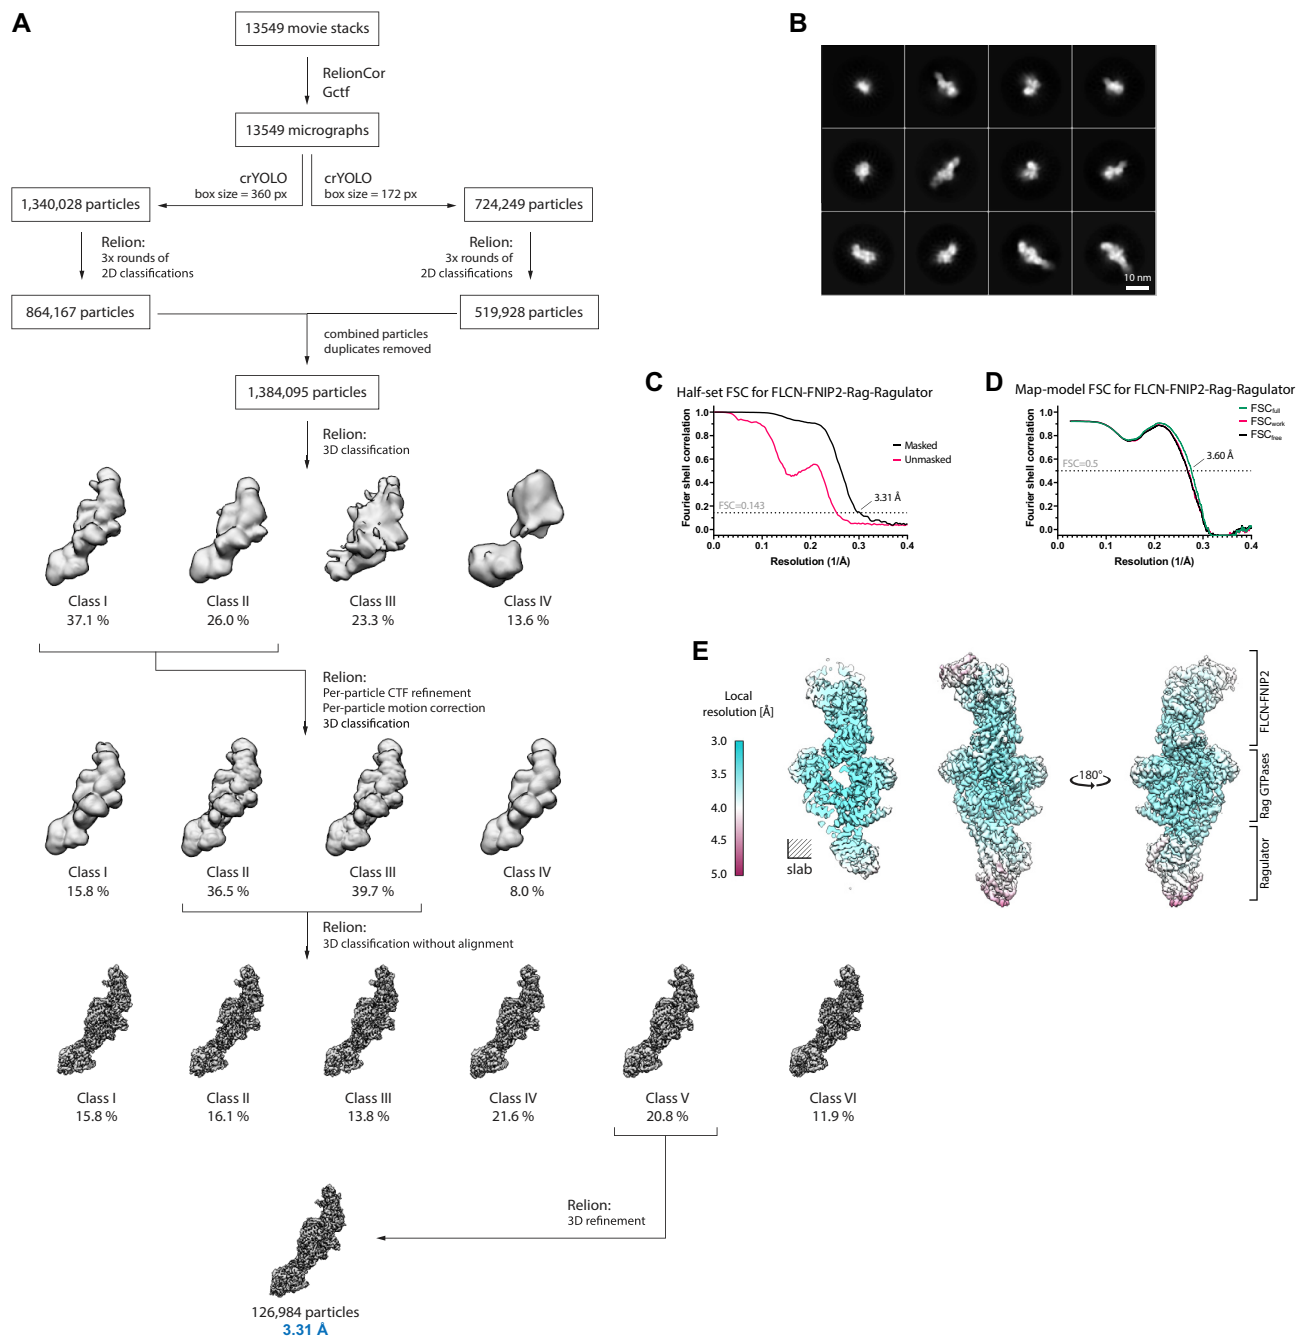 A
13549 movie stacks
RelionCor
Gctf
13549 micrographs
crYOLO
box size = 360 px
crYOLO
box size = 172 px
1,340,028 particles
724,249 particles
Relion:
3x rounds of
2D classifications
Relion:
3x rounds of
2D classifications
864,167 particles
519,928 particles
combined particles
duplicates removed
1,384,095 particles
Relion:
3D classification
Class I
37.1 %
Class II
26.0 %
Class III
23.3 %
Class IV
13.6 %
Relion:
Per-particle CTF refinement
Per-particle motion correction
3D classification
Class I
15.8 %
Class II
36.5 %
Class III
39.7 %
Class IV
8.0 %
Relion:
3D classification without alignment
Class I
15.8 %
Class II
16.1 %
Class III
13.8 %
Class IV
21.6 %
Class V
20.8 %
Class VI
11.9 %
Relion:
3D refinement
126,984 particles
3.31 Å
B
10 nm
C
Half-set FSC for FLCN-FNIP2-Rag-Ragulator
Fourier shell correlation
1.0
0.8
0.6
0.4
0.2
0.0
Masked
Unmasked
3.31 Å
FSC=0.143
0.0 0.1 0.2 0.3 0.4
Resolution (1/Å)
D
Map-model FSC for FLCN-FNIP2-Rag-Ragulator
Fourier shell correlation
1.0
0.8
0.6
0.4
0.2
0.0
FSCfull
FSCwork
FSCfree
3.60 Å
FSC=0.5
0.0 0.1 0.2 0.3 0.4
Resolution (1/Å)
E
Local
resolution [Å]
3.0
3.5
4.0
4.5
5.0
slab
180°
FLCN-FNIP2
Rag GTPases
Ragulator